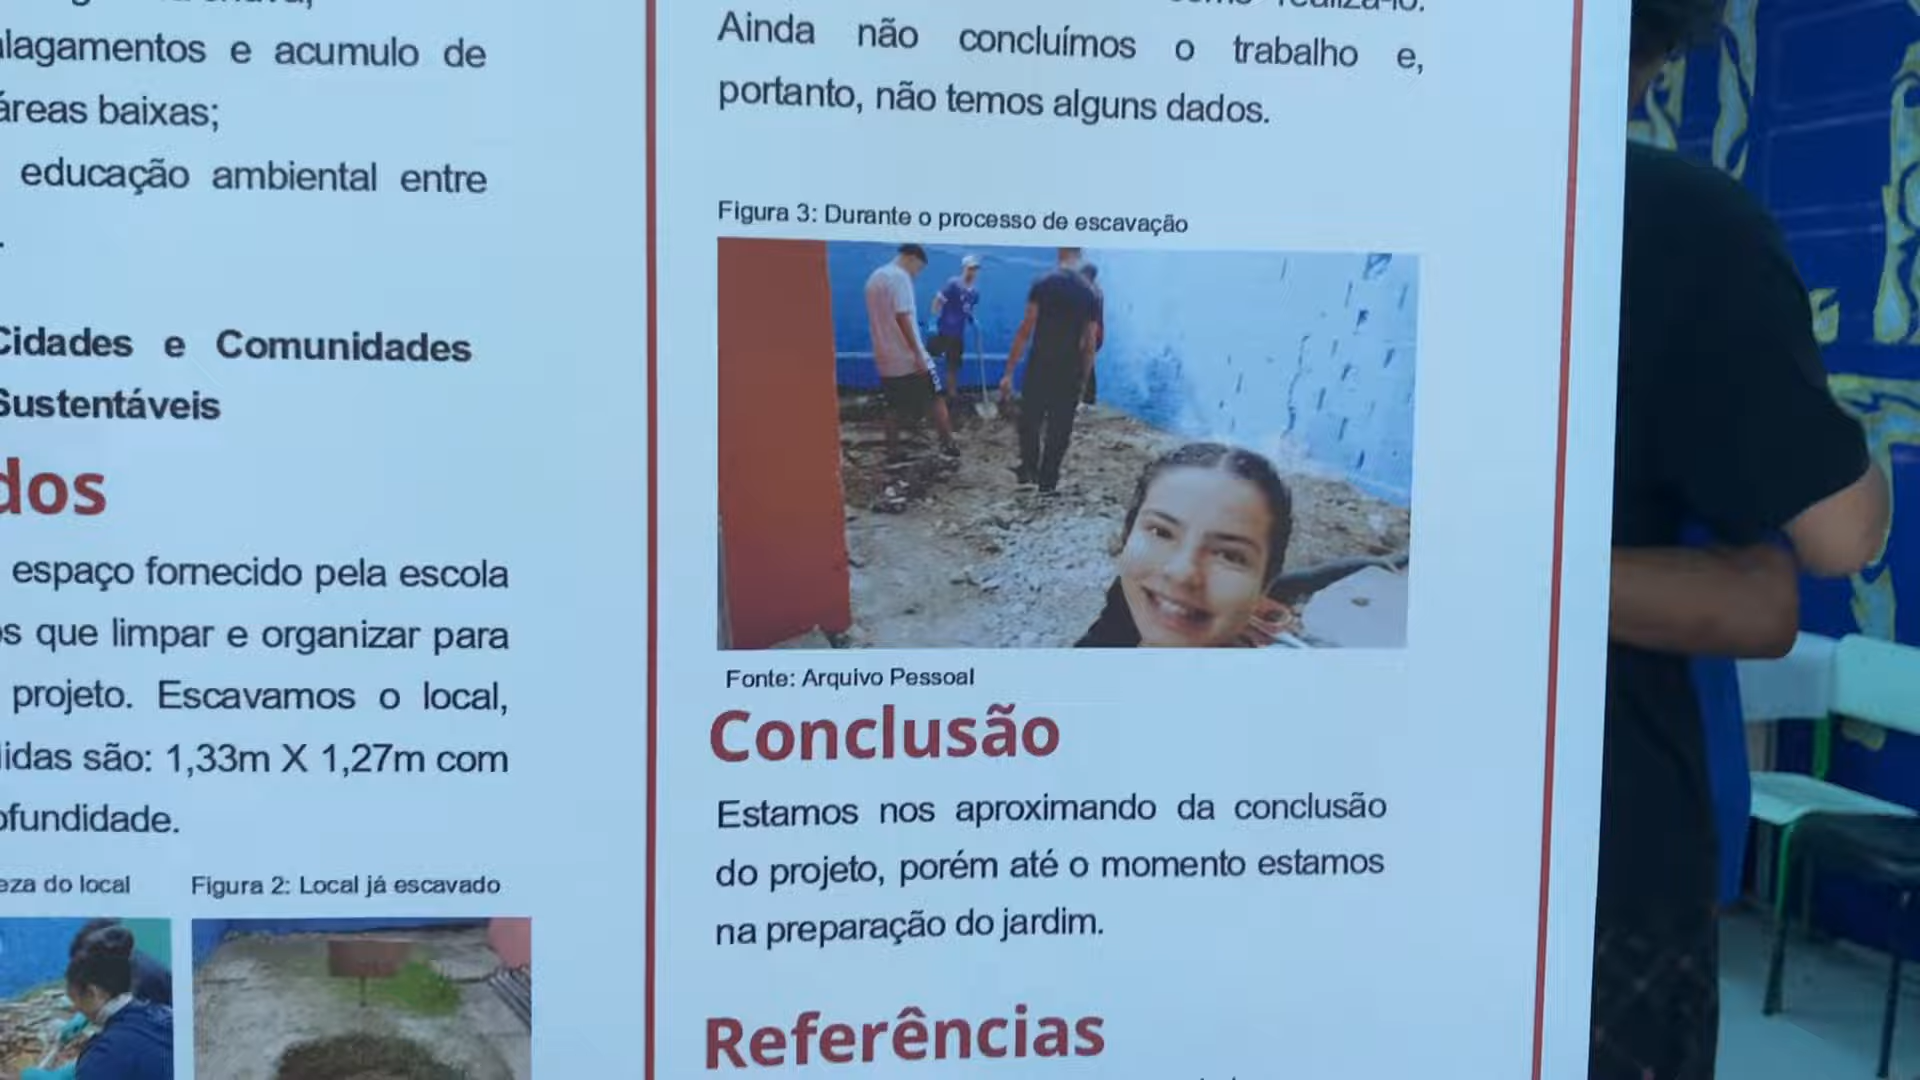 alagamentos e acumulo de
áreas baixas;
educação ambiental entre
Cidades e Comunidades
Sustentáveis
dos
espaço fornecido pela escola
que limpar e organizar para
projeto. Escavamos o local,
são: 1,33m X 1,27m com
ofundidade.
do local
Figura 2: Local já escavado
Ainda não concluímos o trabalho e,
portanto, não temos alguns dados.
Figura 3: Durante o processo de escavação
Fonte: Arquivo Pessoal
Conclusão
Estamos nos aproximando da conclusão
do projeto, porém até o momento estamos
na preparação do jardim.
Referências